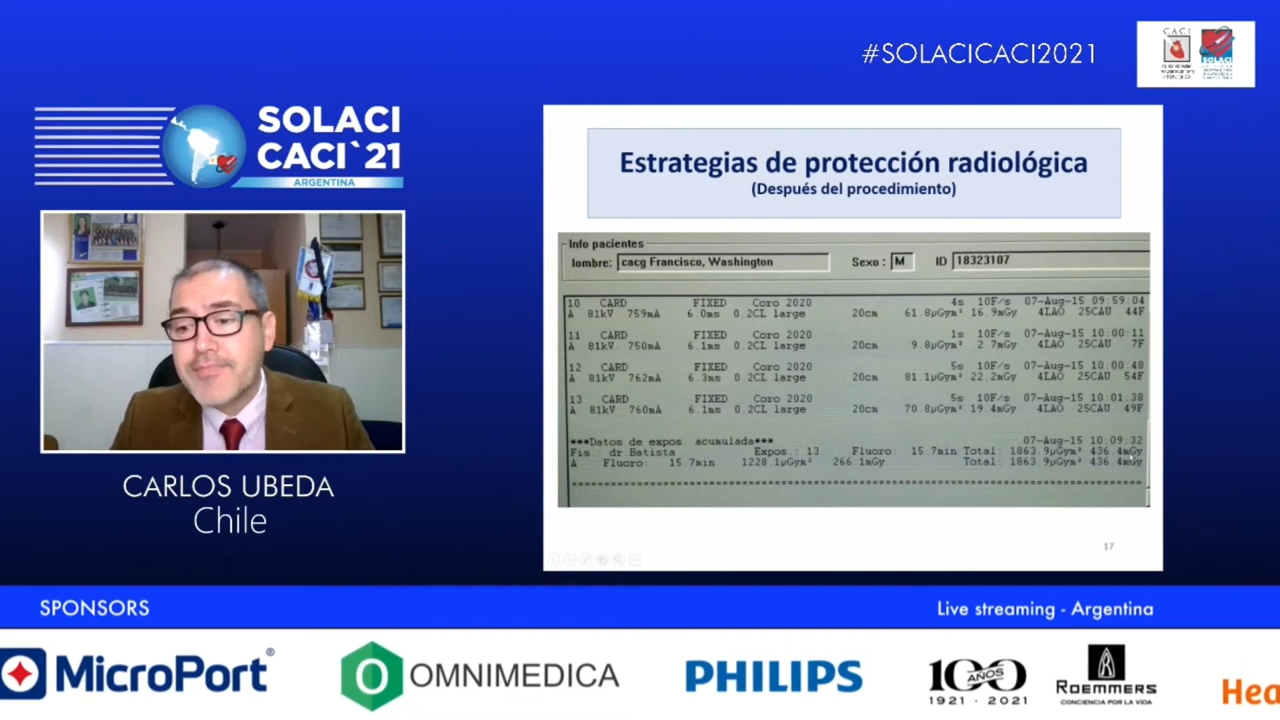 #SOLACICACI2021
CACI
SOLACI
SOLACI
CACI`21
ARGENTINA
Estrategias de protección radiológica
(Después del procedimiento)
Info pacientes
lombre: cacg Francisco, Washington Sexo : M ID 18323107
10 CARD FIXED Coro 2020 4s 10F/s 07-Aug-15 09:59:04
A 81kV 759mA 6.0ms 0.2CL large 20cm 61.8µGym² 16.9mGy 4LAO 25CAU 44F
11 CARD FIXED Coro 2020 1s 10F/s 07-Aug-15 10:00:11
A 81kV 750mA 6.1ms 0.2CL large 20cm 9.8µGym² 2.7mGy 4LAO 25CAU 7F
12 CARD FIXED Coro 2020 5s 10F/s 07-Aug-15 10:00:48
A 81kV 762mA 6.3ms 0.2CL large 20cm 81.1µGym² 22.2mGy 4LAO 25CAU 54F
13 CARD FIXED Coro 2020 5s 10F/s 07-Aug-15 10:01:38
A 81kV 760mA 6.1ms 0.2CL large 20cm 70.8µGym² 19.4mGy 4LAO 25CAU 49F
***Datos de expos. acumulada*** 07-Aug-15 10:09:32
Fis.: dr.Batista Expos.: 13 Fluoro: 15.7min Total: 1863.9µGym² 436.4mGy
A Fluoro: 15.7min 1228.1µGym² 266.1mGy Total: 1863.9µGym² 436.4mGy
17
CARLOS UBEDA
Chile
SPONSORS
Live streaming - Argentina
MicroPort®
OMNIMEDICA
PHILIPS
100 AÑOS
1921 - 2021
ROEMMERS
CONCIENCIA POR LA VIDA
Hea